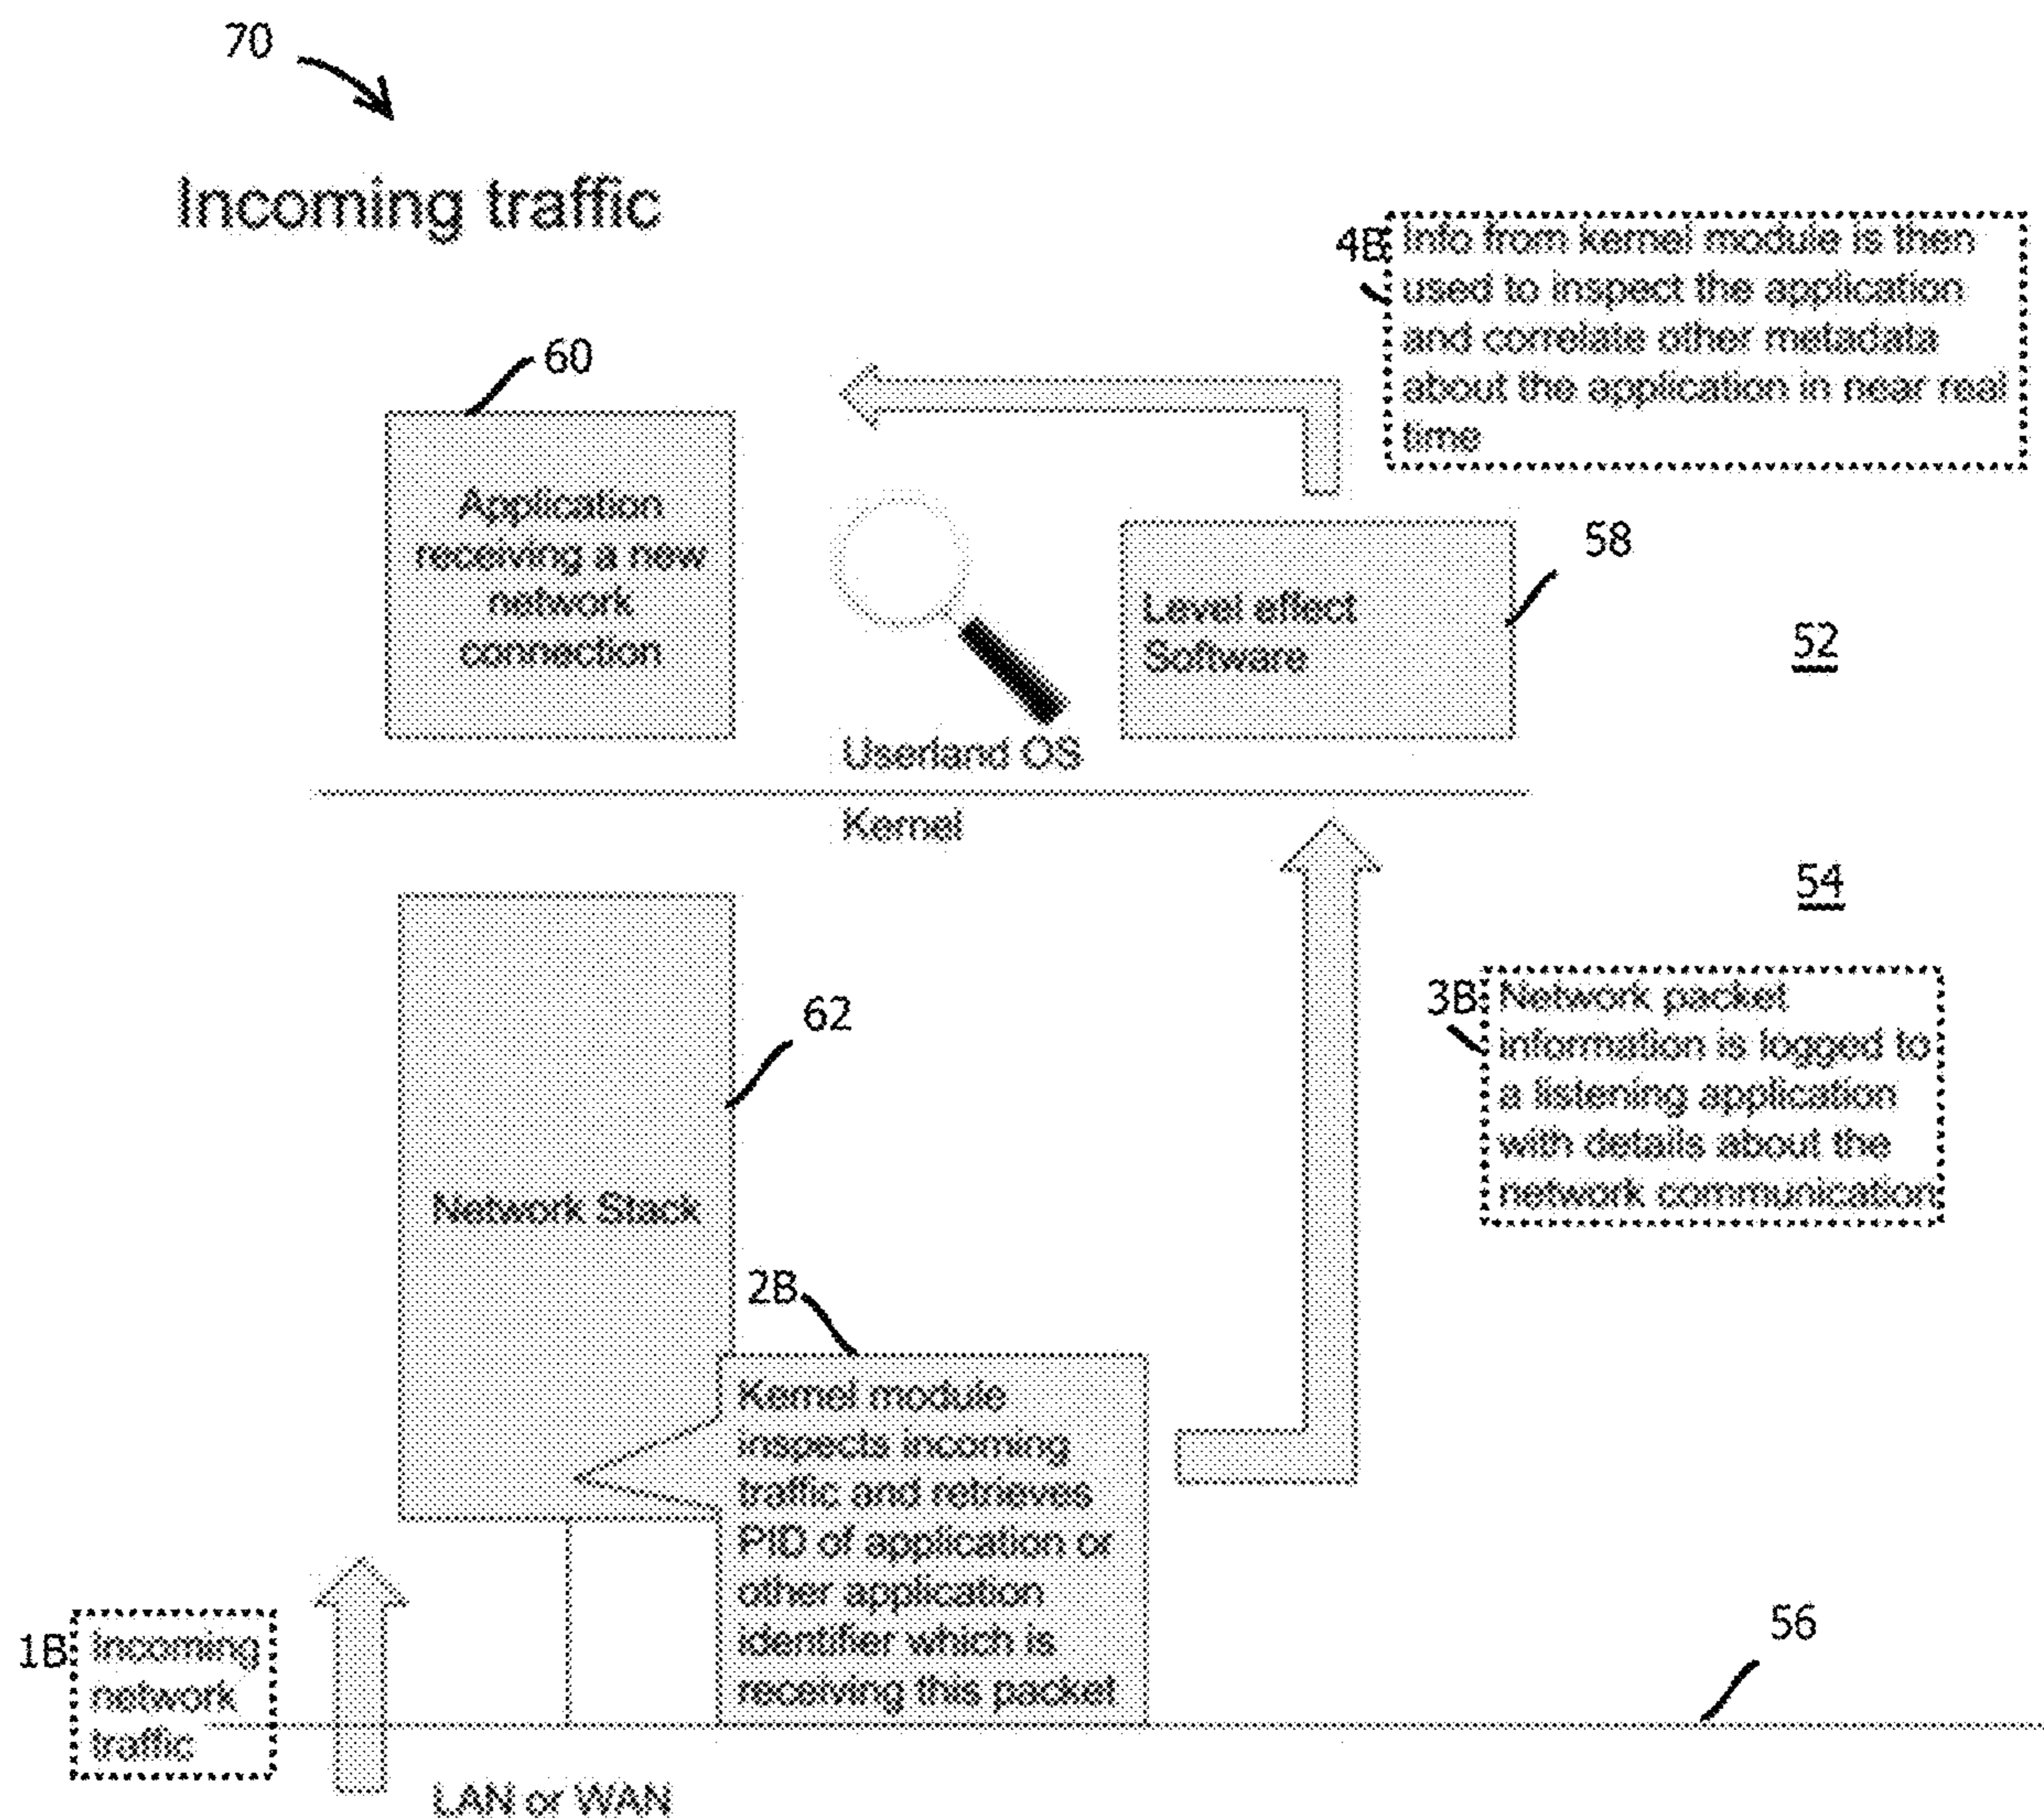 70
Incoming traffic
4B
Info from kernel module is then
used to inspect the application
and correlate other metadata
about the application in near real
time
60
Application
receiving a new
network
connection
58
Level effect
Software
52
Userland OS
Kernel
54
62
Network Stack
3B
Network packet
information is logged to
a listening application
with details about the
network communication
2B
Kernel module
inspects incoming
traffic and retrieves
PID of application or
other application
identifier which is
receiving this packet
1B
Incoming
network
traffic
56
LAN or WAN